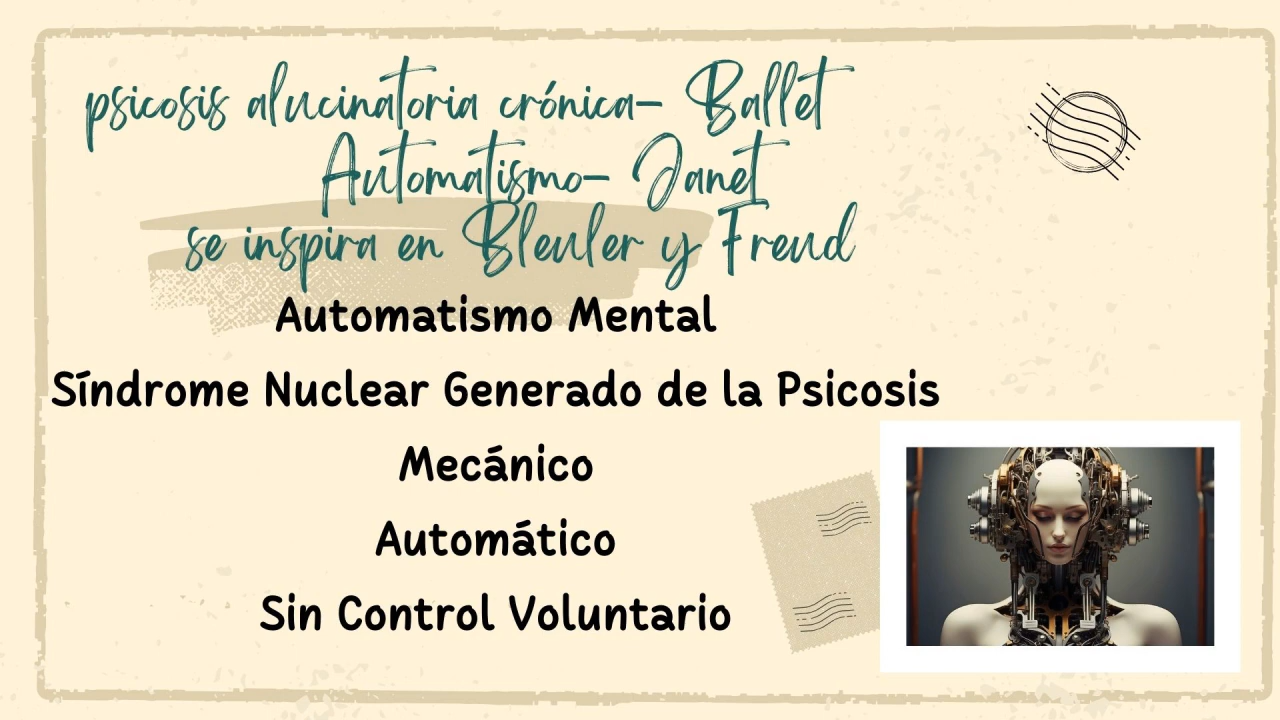 psicosis alucinatoria crónica- Ballet
Automatismo- Janet
se inspira en Bleuler y Freud
Automatismo Mental
Síndrome Nuclear Generado de la Psicosis
Mecánico
Automático
Sin Control Voluntario